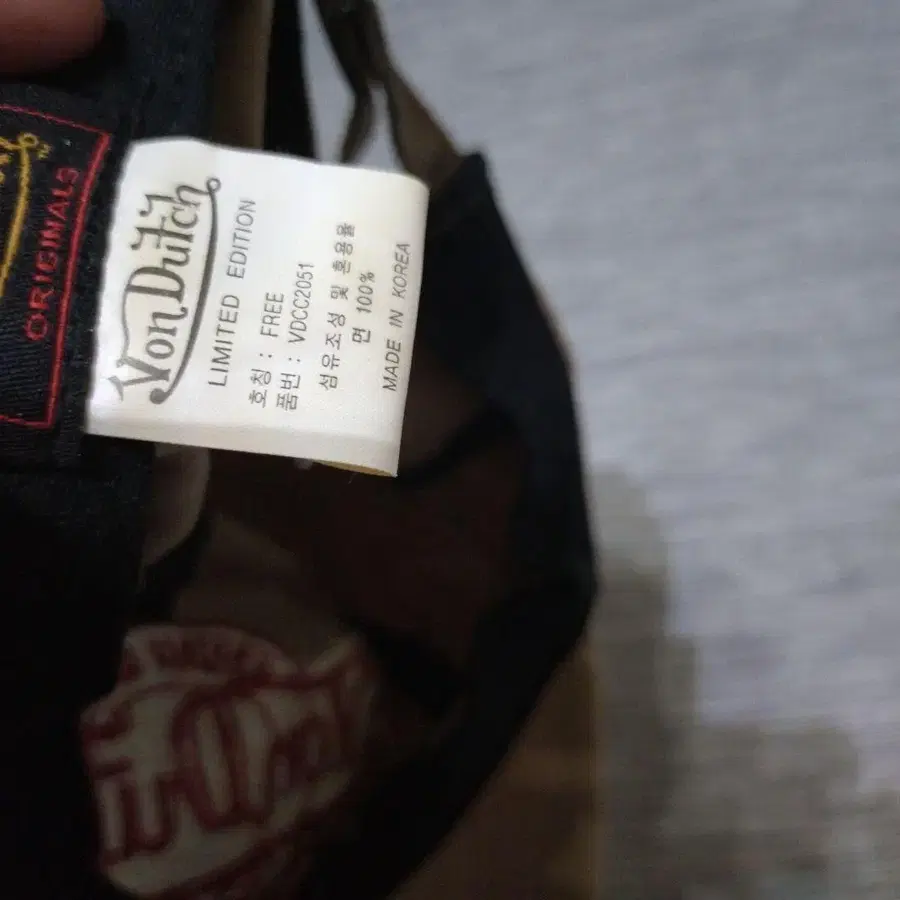 ORIGINALS
TM
Von Dutch
LIMITED EDITION
호칭 : FREE
품번 : VDCC2051
섬유조성 및 혼용율
면 100%
MADE IN KOREA